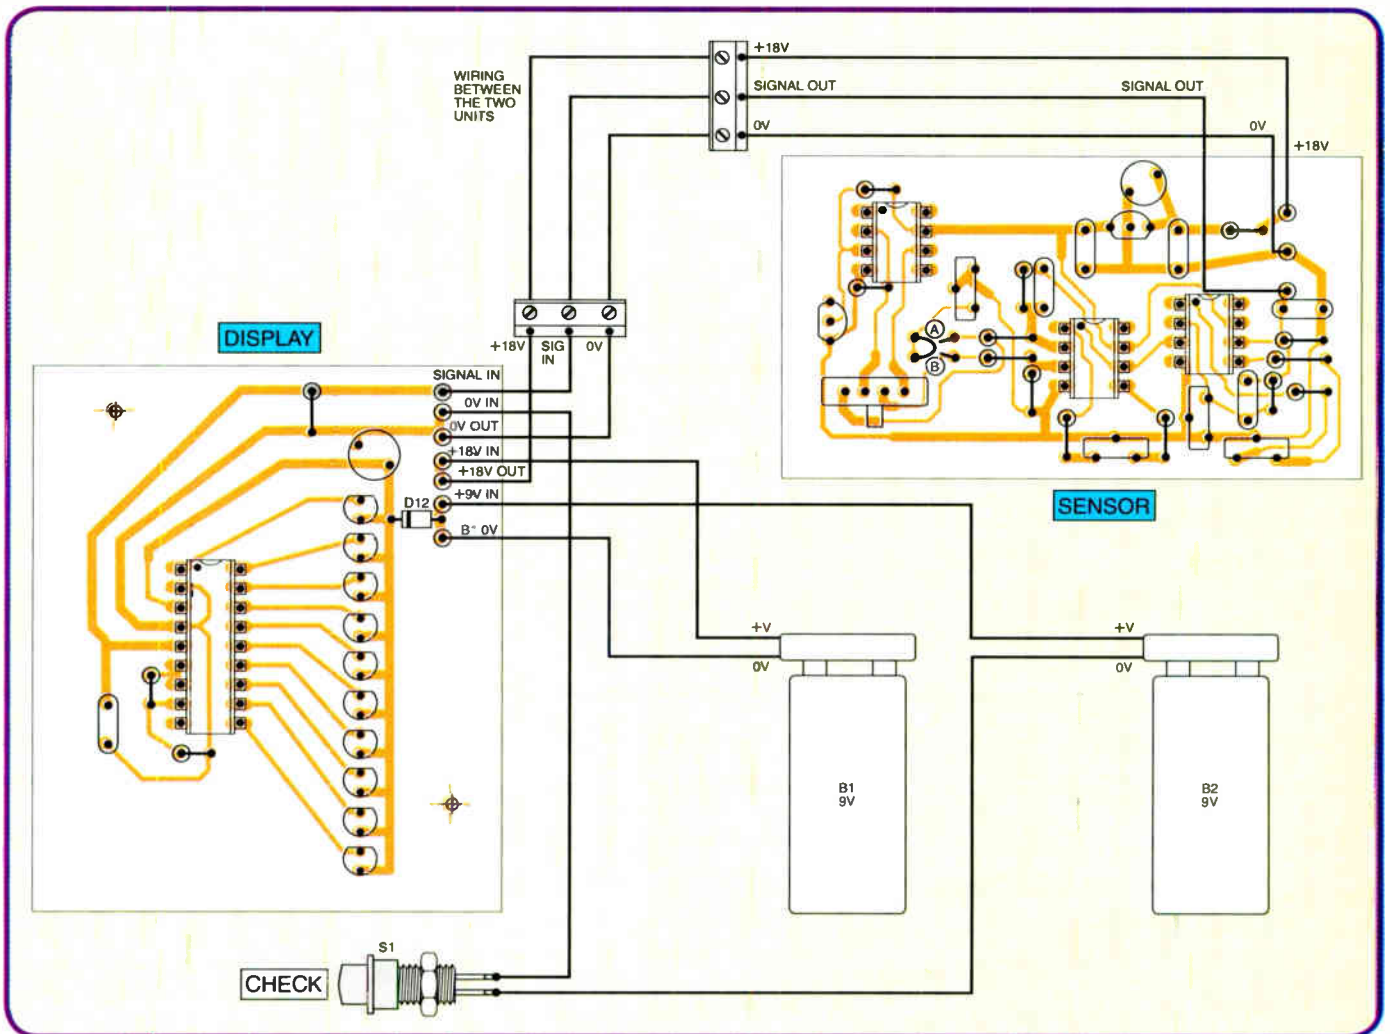 +18V
WIRING
BETWEEN
THE TWO
UNITS
SIGNAL OUT
SIGNAL OUT
0V
0V
+18V
DISPLAY
+18V
SIG
IN
0V
A
B
SIGNAL IN
0V IN
0V OUT
+18V IN
+18V OUT
+9V IN
D12
B" 0V
SENSOR
+V
0V
+V
0V
B1
9V
B2
9V
S1
CHECK